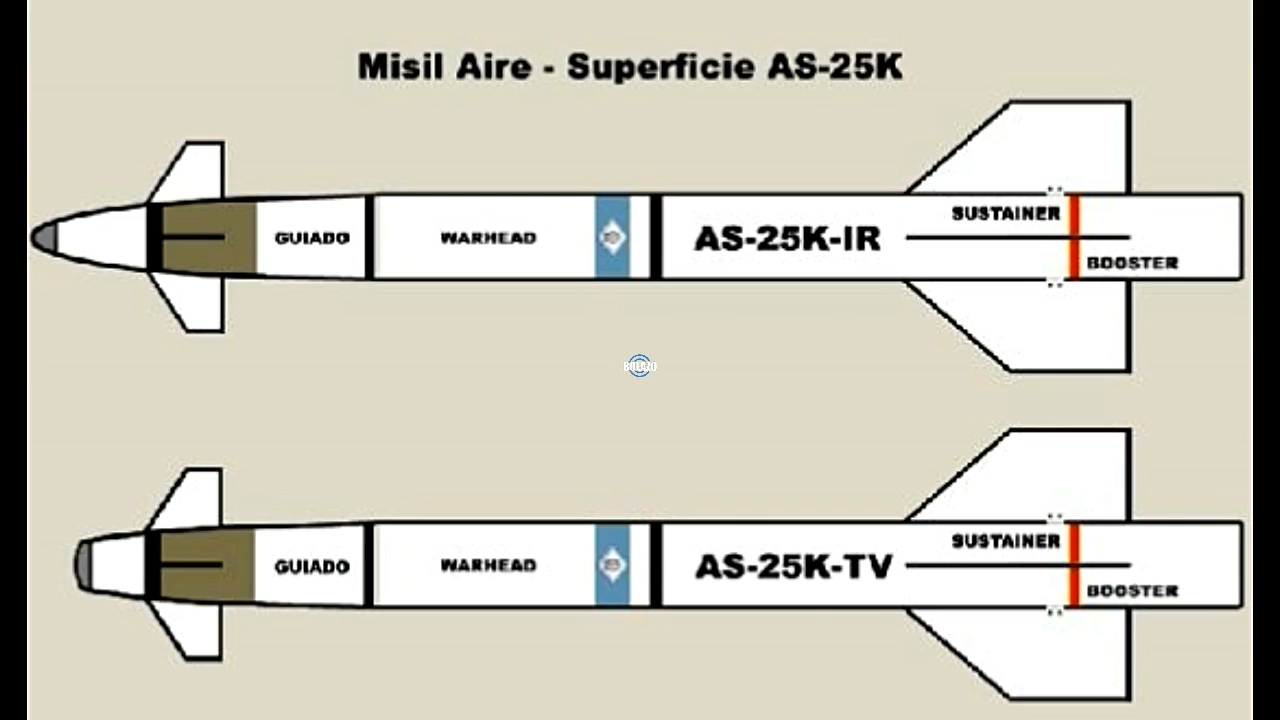 Misil Aire - Superficie AS-25K
GUIADO
WARHEAD
AS-25K-IR
SUSTAINER
BOOSTER
GUIADO
WARHEAD
AS-25K-TV
SUSTAINER
BOOSTER